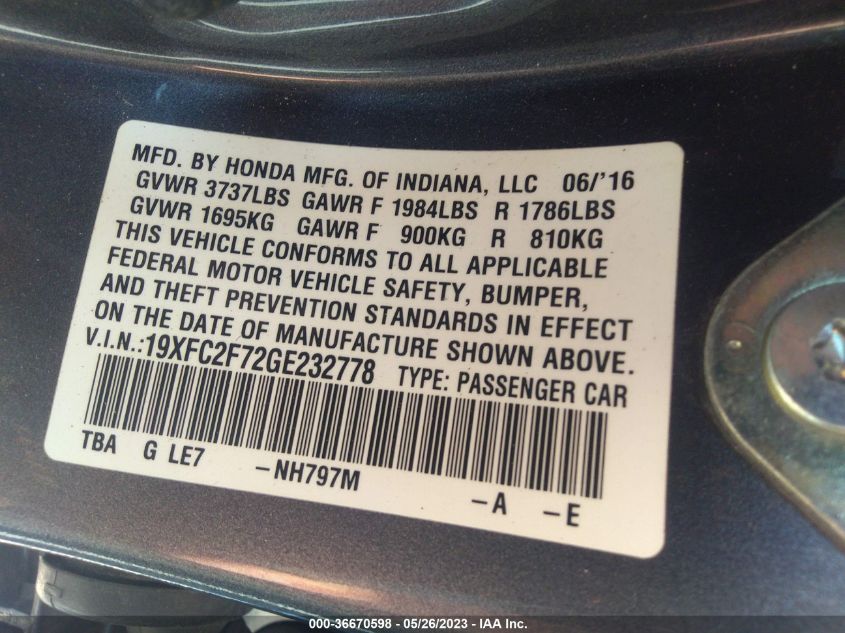 MFD. BY HONDA MFG. OF INDIANA, LLC 06/'16
GVWR 3737LBS GAWR F 1984LBS R 1786LBS
GVWR 1695KG GAWR F 900KG R 810KG
THIS VEHICLE CONFORMS TO ALL APPLICABLE
FEDERAL MOTOR VEHICLE SAFETY, BUMPER,
AND THEFT PREVENTION STANDARDS IN EFFECT
ON THE DATE OF MANUFACTURE SHOWN ABOVE.
V.I.N.:19XFC2F72GE232778 TYPE: PASSENGER CAR
TBA G LE7 -NH797M -A -E
000-36670598 - 05/26/2023 - IAA Inc.